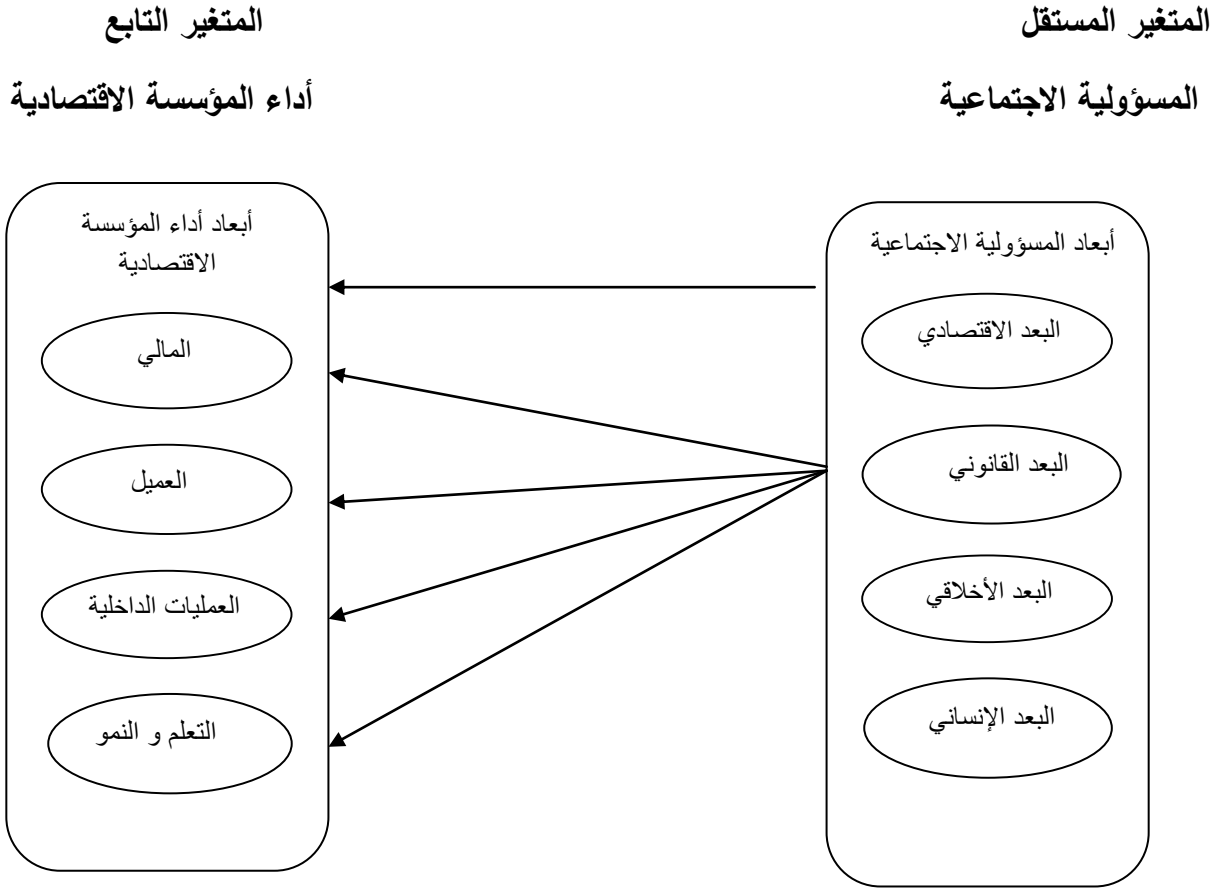 المتغير المستقل
المسؤولية الاجتماعية
أبعاد المسؤولية الاجتماعية
البعد الاقتصادي
البعد القانوني
البعد الأخلاقي
البعد الإنساني
المتغير التابع
أداء المؤسسة الاقتصادية
أبعاد أداء المؤسسة
الاقتصادية
المالي
العميل
العمليات الداخلية
التعلم و النمو